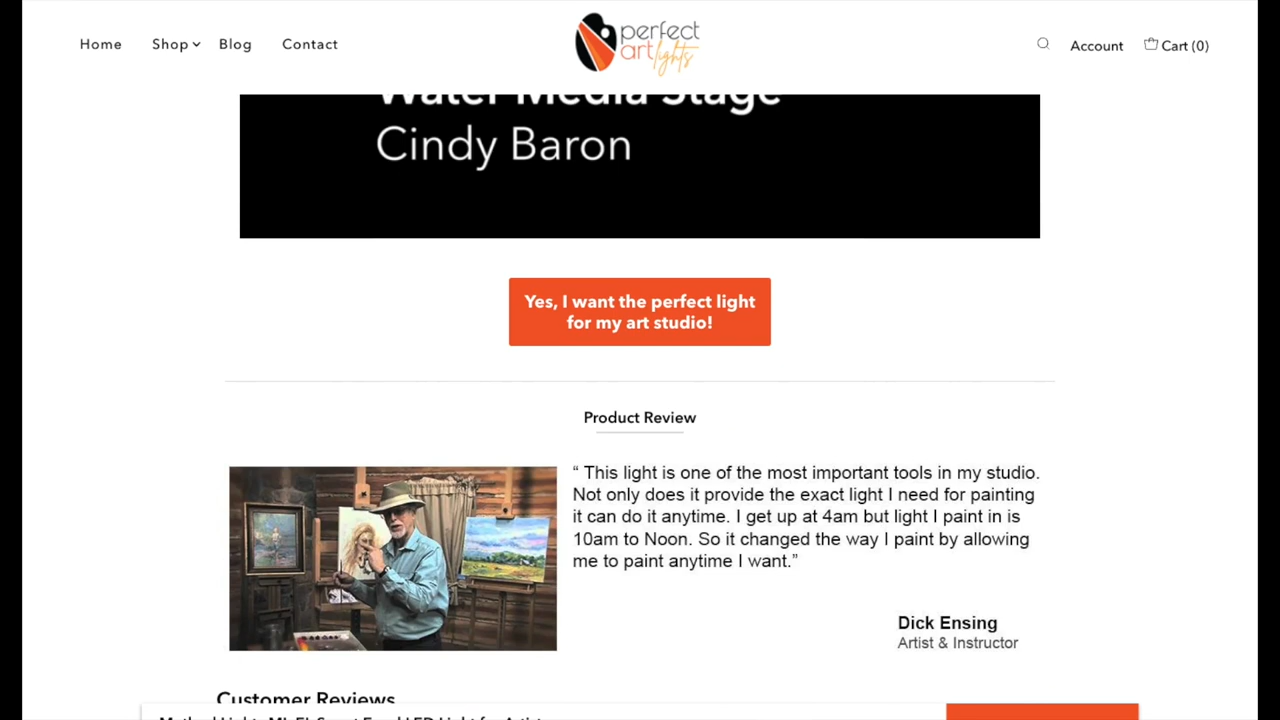 Home Shop Blog Contact
perfect
art lights
Account Cart (0)
Water Media Stage
Cindy Baron
Yes, I want the perfect light
for my art studio!
Product Review
“ This light is one of the most important tools in my studio.
Not only does it provide the exact light I need for painting
it can do it anytime. I get up at 4am but light I paint in is
10am to Noon. So it changed the way I paint by allowing
me to paint anytime I want.”
Dick Ensing
Artist & Instructor
Customer Reviews